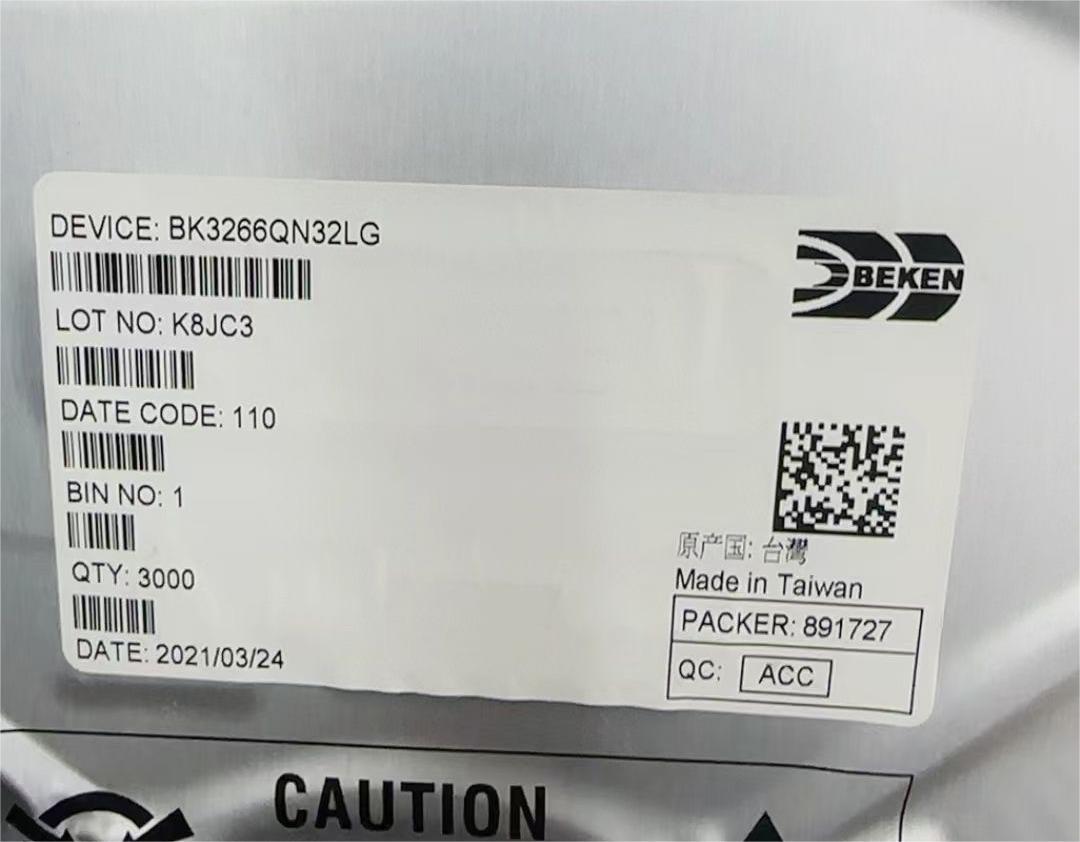 DEVICE: BK3266QN32LG
BEKEN
LOT NO: K8JC3
DATE CODE: 110
BIN NO: 1
QTY: 3000
DATE: 2021/03/24
原产国: 台灣
Made in Taiwan
PACKER: 891727
QC: ACC
CAUTION